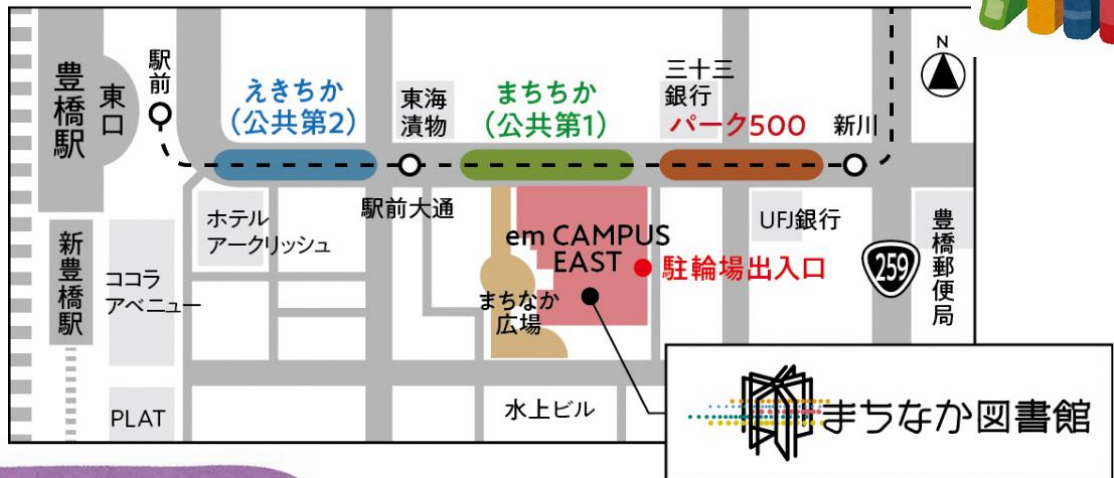 N
豊橋駅
東口
駅前
えきちか
(公共第2)
東海
漬物
まちちか
(公共第1)
三十三
銀行
パーク500
新川
ホテル
アークリッシュ
駅前大通
em CAMPUS
EAST
UFJ銀行
駐輪場出入口
259
豊橋郵便局
新豊橋駅
ココラ
アベニュー
まちなか
広場
PLAT
水上ビル
まちなか図書館